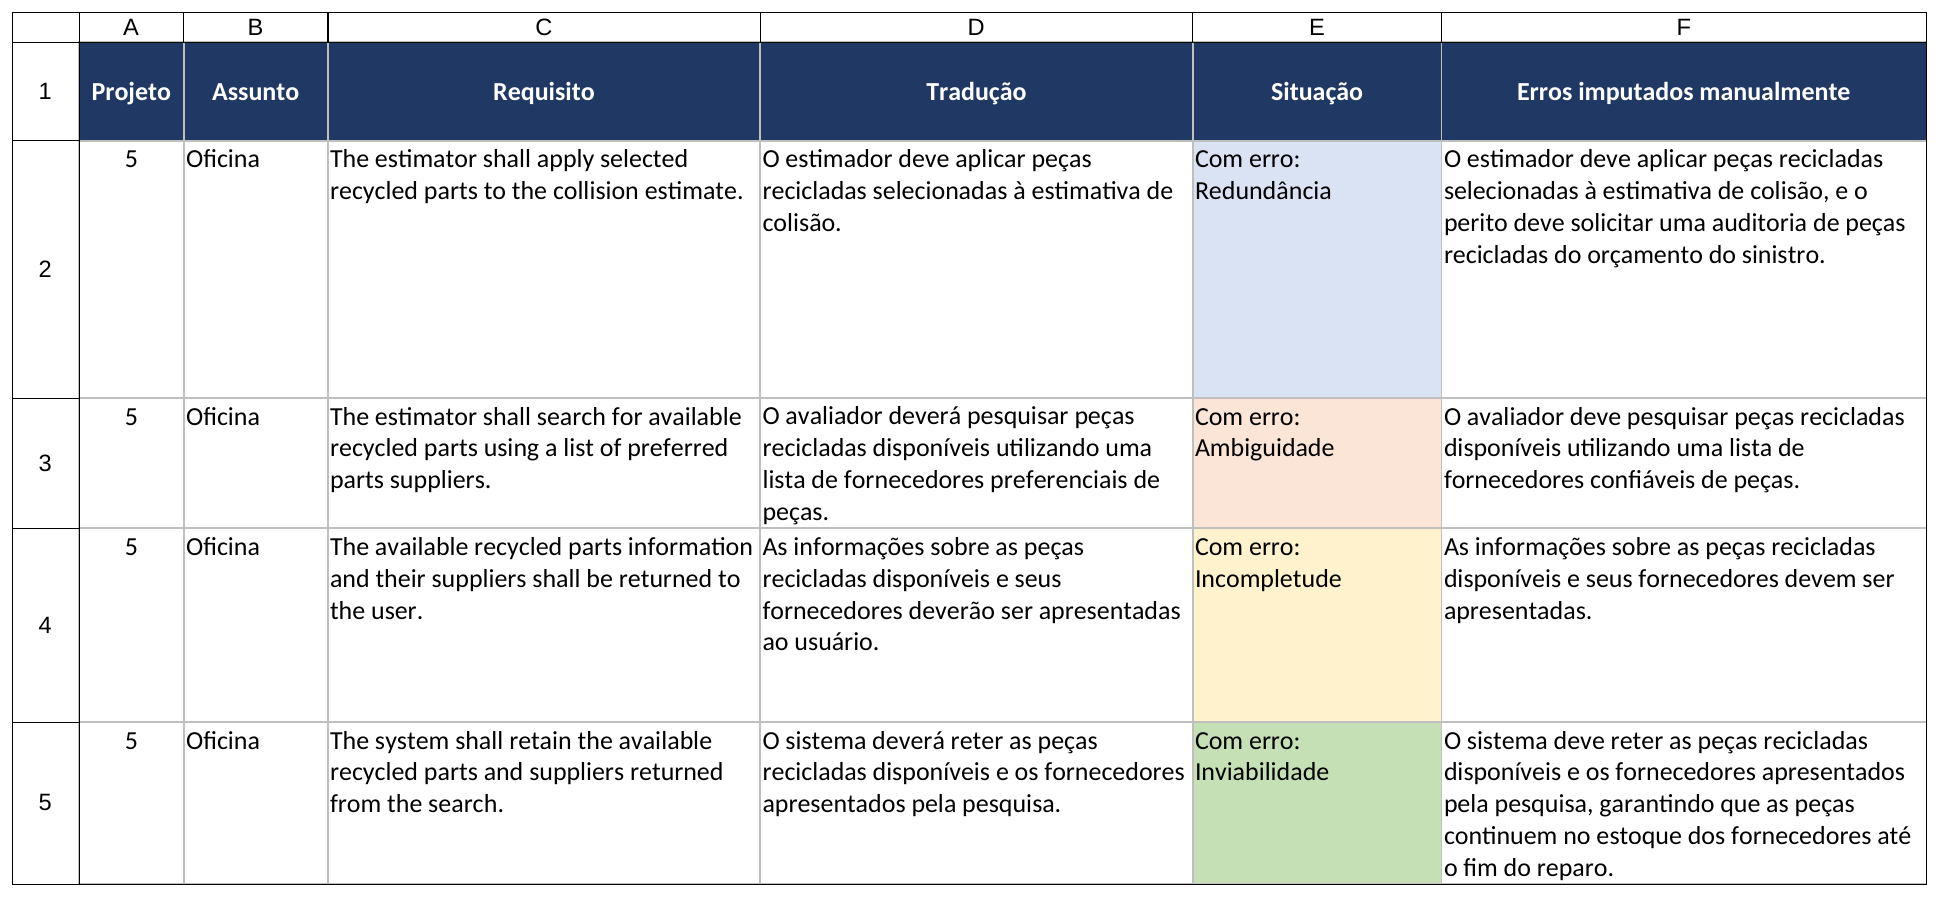 A B C D E F
1 Projeto Assunto Requisito Tradução Situação Erros imputados manualmente
2
5
Oficina
The estimator shall apply selected
recycled parts to the collision estimate.
O estimador deve aplicar peças
recicladas selecionadas à estimativa de
colisão.
Com erro:
Redundância
O estimador deve aplicar peças recicladas
selecionadas à estimativa de colisão, e o
perito deve solicitar uma auditoria de peças
recicladas do orçamento do sinistro.
3
5
Oficina
The estimator shall search for available
recycled parts using a list of preferred
parts suppliers.
O avaliador deverá pesquisar peças
recicladas disponíveis utilizando uma
lista de fornecedores preferenciais de
peças.
Com erro:
Ambiguidade
O avaliador deve pesquisar peças recicladas
disponíveis utilizando uma lista de
fornecedores confiáveis de peças.
4
5
Oficina
The available recycled parts information
and their suppliers shall be returned to
the user.
As informações sobre as peças
recicladas disponíveis e seus
fornecedores deverão ser apresentadas
ao usuário.
Com erro:
Incompletude
As informações sobre as peças recicladas
disponíveis e seus fornecedores devem ser
apresentadas.
5
5
Oficina
The system shall retain the available
recycled parts and suppliers returned
from the search.
O sistema deverá reter as peças
recicladas disponíveis e os fornecedores
apresentados pela pesquisa.
Com erro:
Inviabilidade
O sistema deve reter as peças recicladas
disponíveis e os fornecedores apresentados
pela pesquisa, garantindo que as peças
continuem no estoque dos fornecedores até
o fim do reparo.